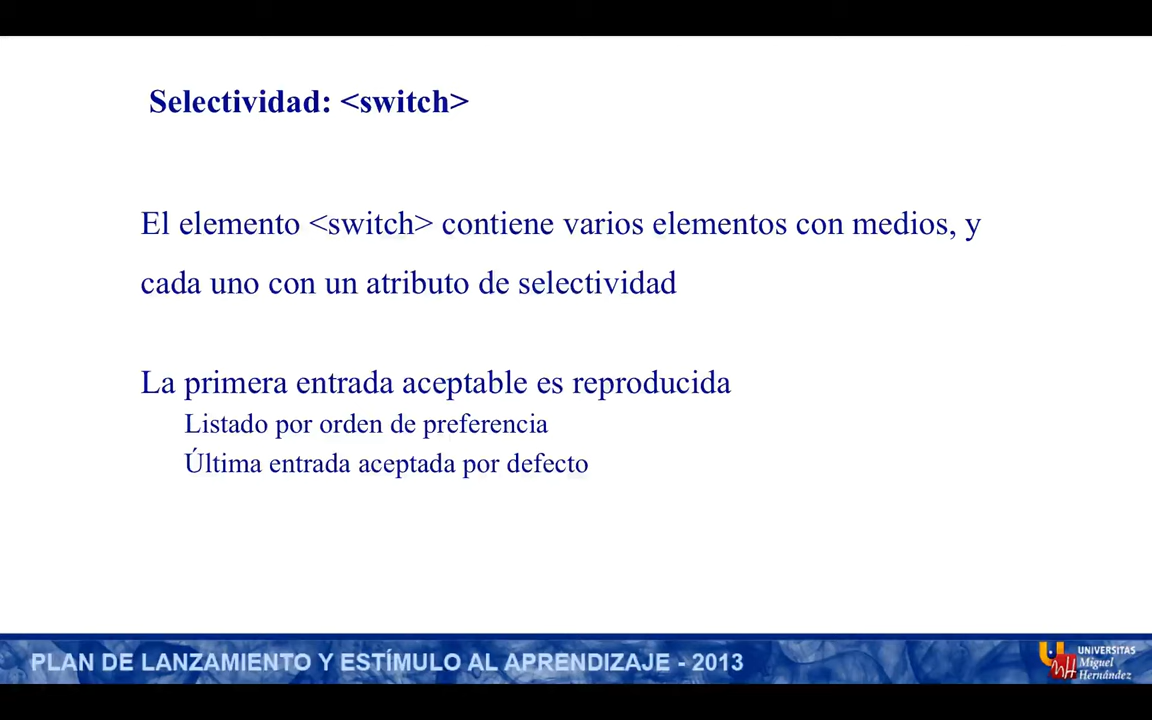 Selectividad: <switch>
El elemento <switch> contiene varios elementos con medios, y
cada uno con un atributo de selectividad
La primera entrada aceptable es reproducida
Listado por orden de preferencia
Última entrada aceptada por defecto
PLAN DE LANZAMIENTO Y ESTÍMULO AL APRENDIZAJE - 2013
UNIVERSITAS
Miguel
Hernández